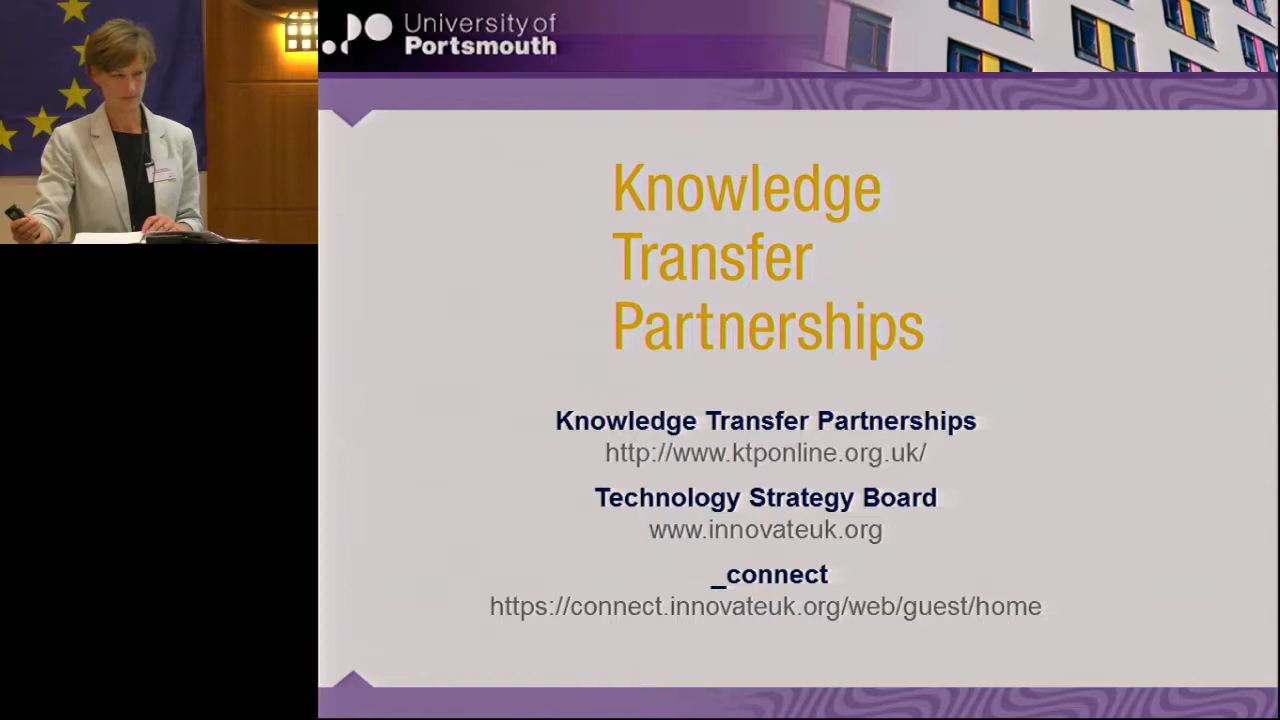 University of
Portsmouth
Knowledge
Transfer
Partnerships
Knowledge Transfer Partnerships
http://www.ktponline.org.uk/
Technology Strategy Board
www.innovateuk.org
_connect
https://connect.innovateuk.org/web/guest/home